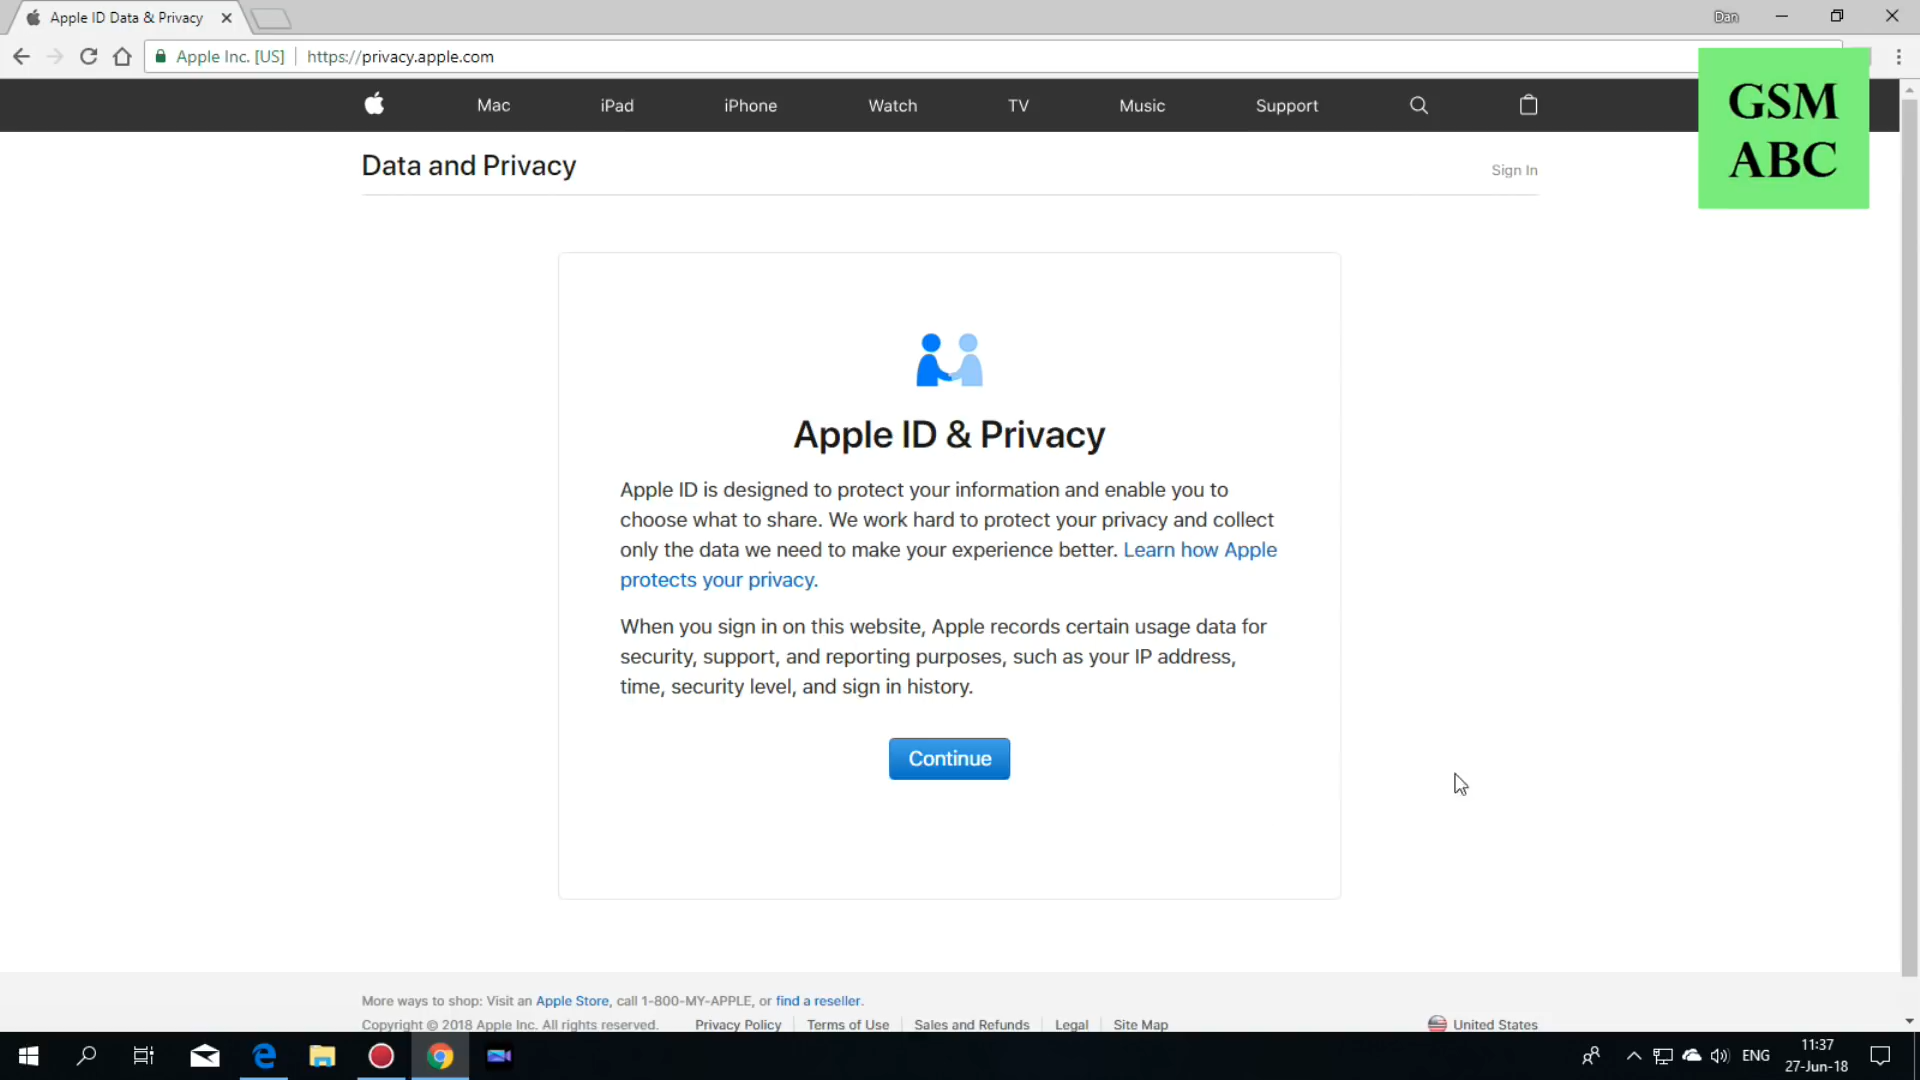 Apple ID Data & Privacy
Dan
Apple Inc. [US] https://privacy.apple.com
GSM
ABC
Mac iPad iPhone Watch TV Music Support
Data and Privacy
Sign In
Apple ID & Privacy
Apple ID is designed to protect your information and enable you to
choose what to share. We work hard to protect your privacy and collect
only the data we need to make your experience better. Learn how Apple
protects your privacy.
When you sign in on this website, Apple records certain usage data for
security, support, and reporting purposes, such as your IP address,
time, security level, and sign in history.
Continue
More ways to shop: Visit an Apple Store, call 1-800-MY-APPLE, or find a reseller.
Copyright © 2018 Apple Inc. All rights reserved. Privacy Policy Terms of Use Sales and Refunds Legal Site Map United States
ENG
11:37
27-Jun-18